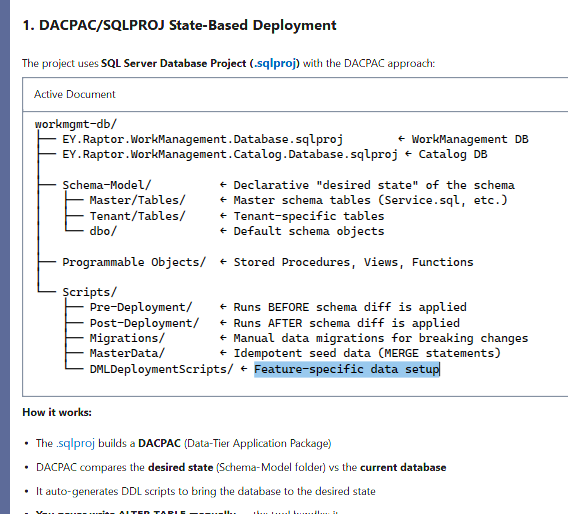 1. DACPAC/SQLPROJ State-Based Deployment
The project uses SQL Server Database Project (.sqlproj) with the DACPAC approach:
Active Document
workmgmt-db/
├── EY.Raptor.WorkManagement.Database.sqlproj ← WorkManagement DB
├── EY.Raptor.WorkManagement.Catalog.Database.sqlproj ← Catalog DB
│
├── Schema-Model/ ← Declarative "desired state" of the schema
│ ├── Master/Tables/ ← Master schema tables (Service.sql, etc.)
│ ├── Tenant/Tables/ ← Tenant-specific tables
│ └── dbo/ ← Default schema objects
│
├── Programmable Objects/ ← Stored Procedures, Views, Functions
│
└── Scripts/
├── Pre-Deployment/ ← Runs BEFORE schema diff is applied
├── Post-Deployment/ ← Runs AFTER schema diff is applied
├── Migrations/ ← Manual data migrations for breaking changes
├── MasterData/ ← Idempotent seed data (MERGE statements)
└── DMLDeploymentScripts/ ← Feature-specific data setup
How it works:
• The .sqlproj builds a DACPAC (Data-Tier Application Package)
• DACPAC compares the desired state (Schema-Model folder) vs the current database
• It auto-generates DDL scripts to bring the database to the desired state
• You never write ALTER TABLE manually — the tool handles it